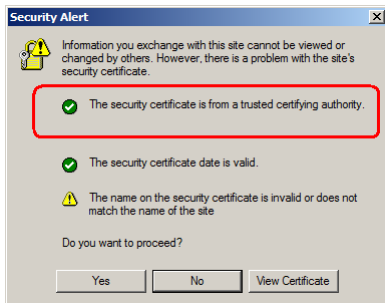 Security Alert
Information you exchange with this site cannot be viewed or
changed by others. However, there is a problem with the site's
security certificate.
The security certificate is from a trusted certifying authority.
The security certificate date is valid.
The name on the security certificate is invalid or does not
match the name of the site
Do you want to proceed?
Yes No View Certificate